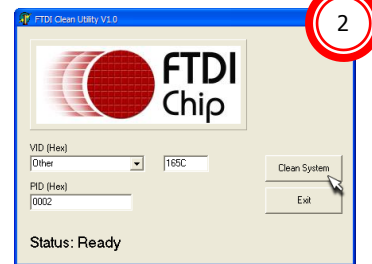 FTDI Clean Utility V1.0
2
FTDI
Chip
VID (Hex)
Other
165C
Clean System
PID (Hex)
0002
Exit
Status: Ready